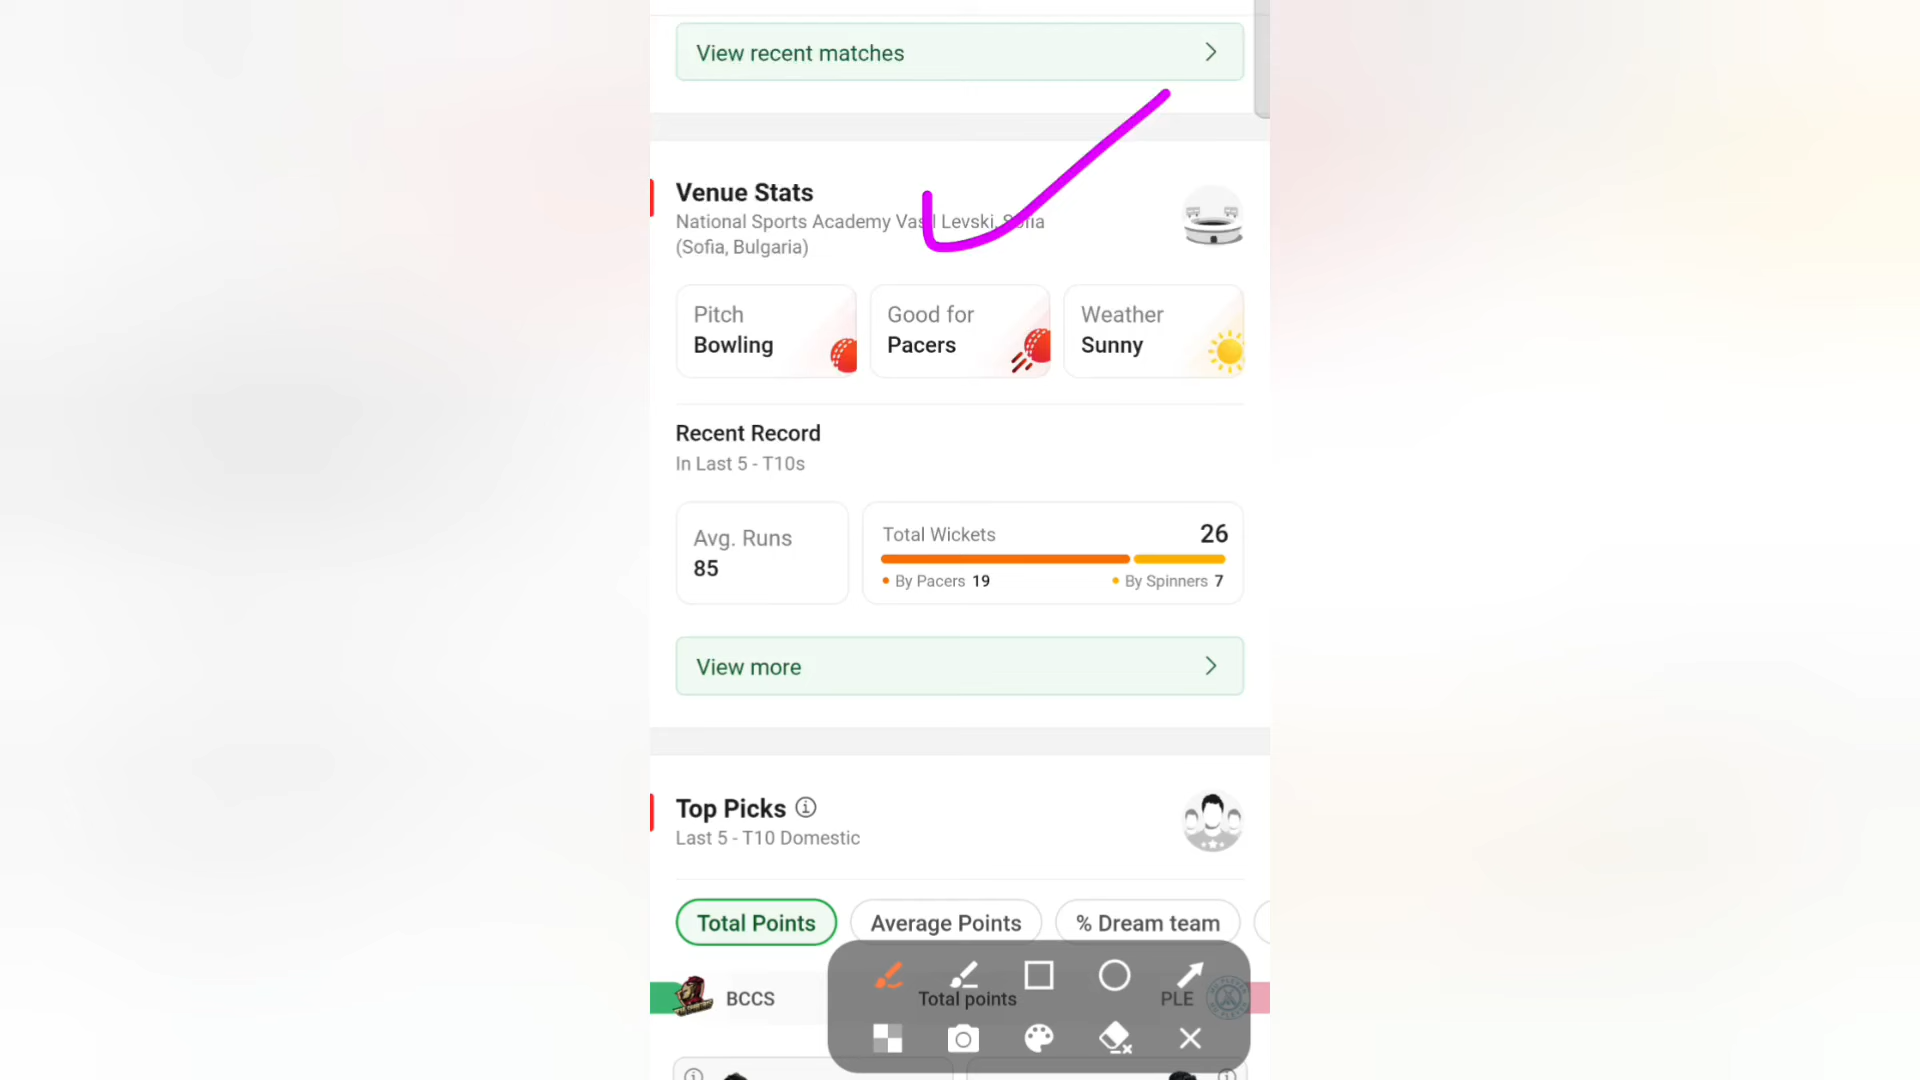 View recent matches
Venue Stats
National Sports Academy Vasil Levski, Sofia
(Sofia, Bulgaria)
Pitch
Bowling
Good for
Pacers
Weather
Sunny
Recent Record
In Last 5 - T10s
Avg. Runs
85
Total Wickets 26
By Pacers 19
By Spinners 7
View more
Top Picks
Last 5 - T10 Domestic
Total Points
Average Points
% Dream team
BCCS
Total points
PLE